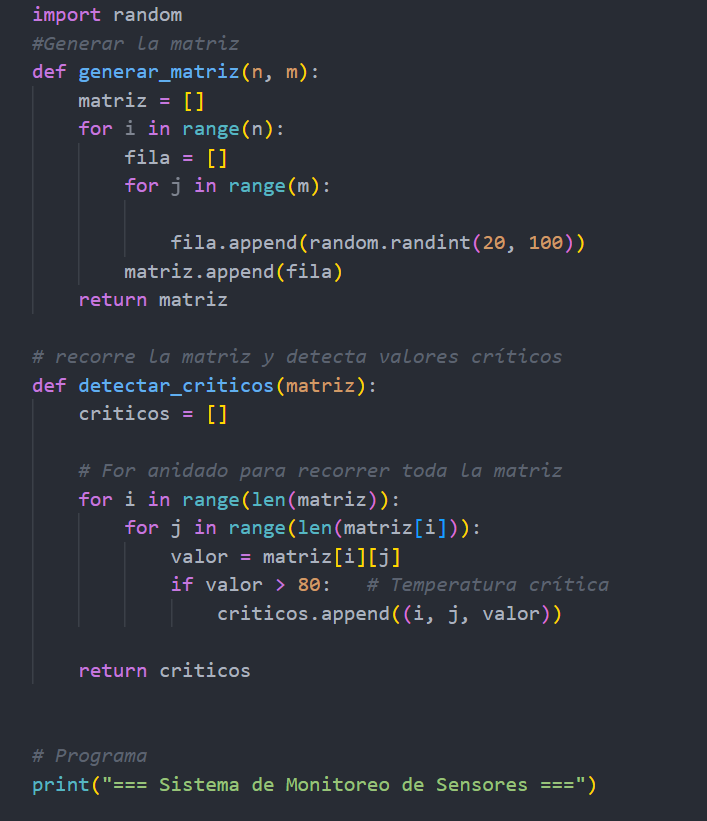 import random
#Generar la matriz
def generar_matriz(n, m):
    matriz = []
    for i in range(n):
        fila = []
        for j in range(m):

            fila.append(random.randint(20, 100))
        matriz.append(fila)
    return matriz

# recorre la matriz y detecta valores críticos
def detectar_criticos(matriz):
    criticos = []

    # For anidado para recorrer toda la matriz
    for i in range(len(matriz)):
        for j in range(len(matriz[i])):
            valor = matriz[i][j]
            if valor > 80:   # Temperatura crítica
                criticos.append((i, j, valor))

    return criticos


# Programa
print("=== Sistema de Monitoreo de Sensores ===")